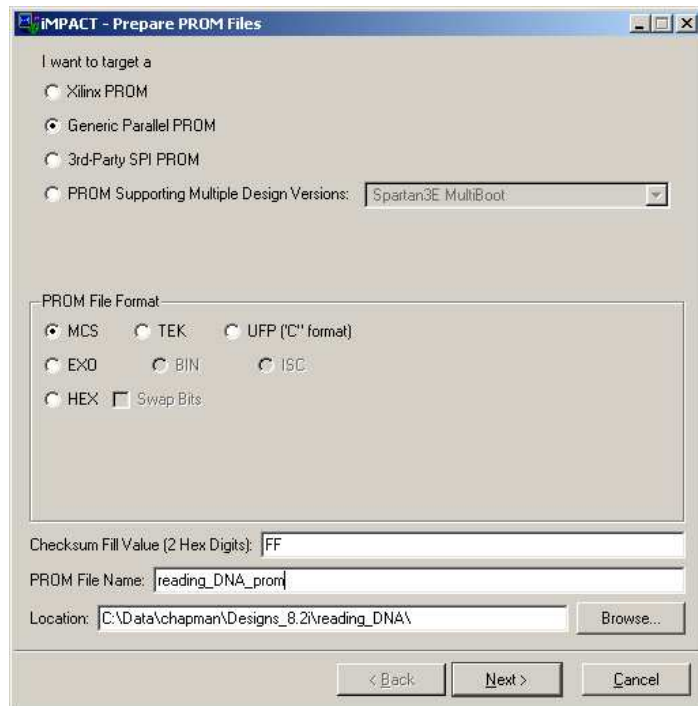 iMPACT - Prepare PROM Files
I want to target a
Xilinx PROM
Generic Parallel PROM
3rd-Party SPI PROM
PROM Supporting Multiple Design Versions: Spartan3E MultiBoot
PROM File Format
MCS TEK UFP ('C" format)
EXO BIN ISC
HEX Swap Bits
Checksum Fill Value (2 Hex Digits): FF
PROM File Name: reading_DNA_prom
Location: C:\Data\chapman\Designs_8.2i\reading_DNA\ Browse...
< Back Next > Cancel